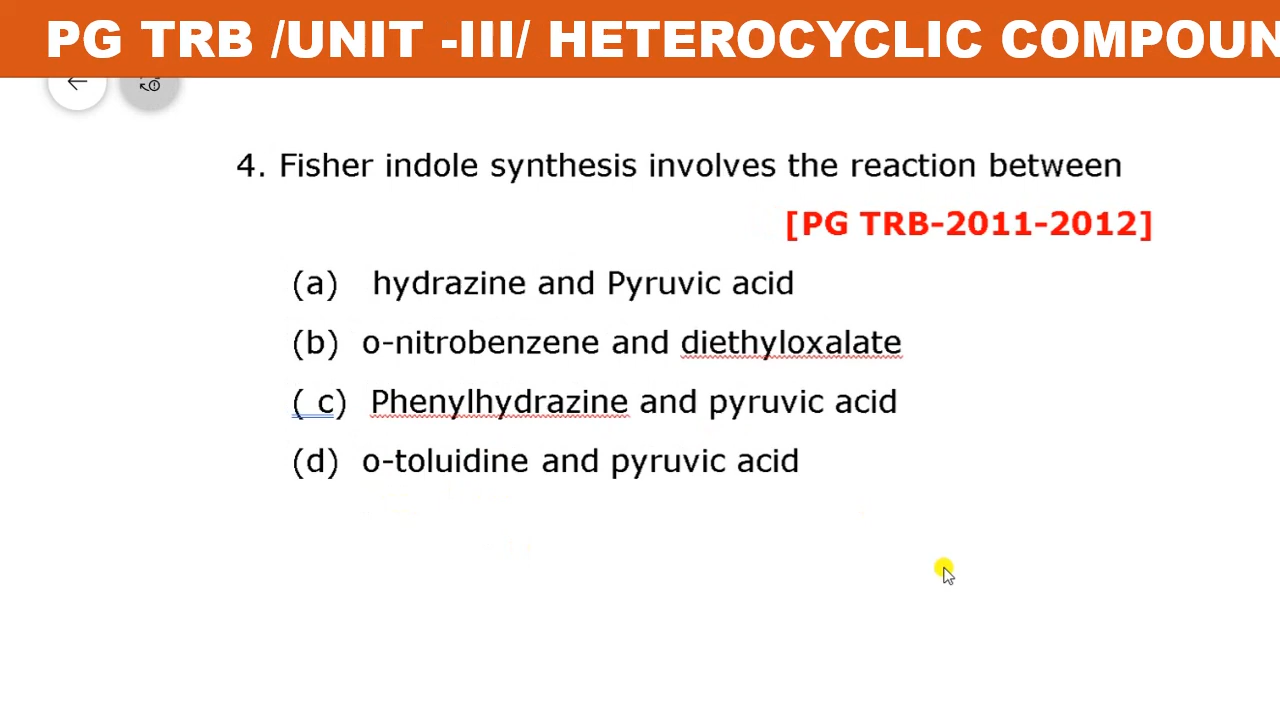 PG TRB /UNIT -III/ HETEROCYCLIC COMPOUN
4. Fisher indole synthesis involves the reaction between
[PG TRB-2011-2012]
(a) hydrazine and Pyruvic acid
(b) o-nitrobenzene and diethyloxalate
( c) Phenylhydrazine and pyruvic acid
(d) o-toluidine and pyruvic acid